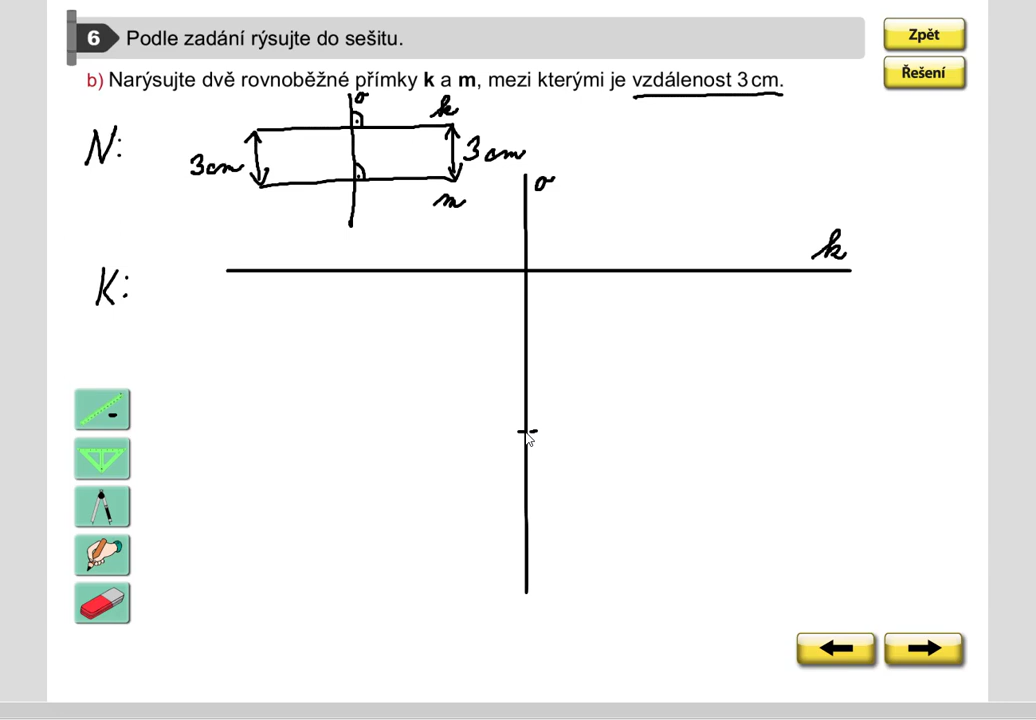 6 Podle zadání rýsujte do sešitu.
Zpět
Řešení
b) Narýsujte dvě rovnoběžné přímky k a m, mezi kterými je vzdálenost 3 cm.
o
k
N:
3cm
3 cm
m
o
k
K: